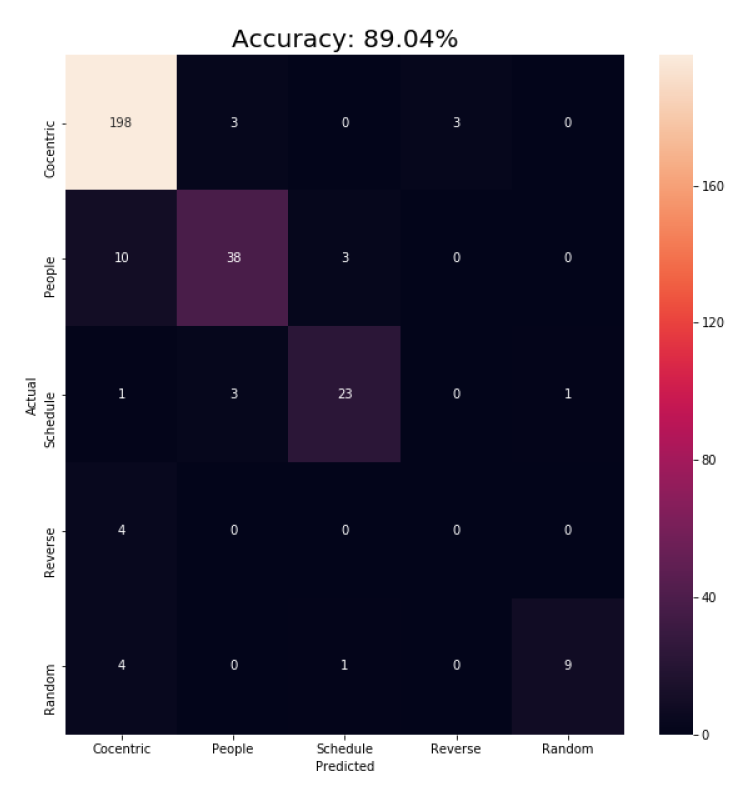 Accuracy: 89.04%
Cocentric 198 3 0 3 0
People 10 38 3 0 0
Actual
Schedule 1 3 23 0 1
Reverse 4 0 0 0 0
Random 4 0 1 0 9
Cocentric People Schedule Reverse Random
Predicted
160
120
80
40
0